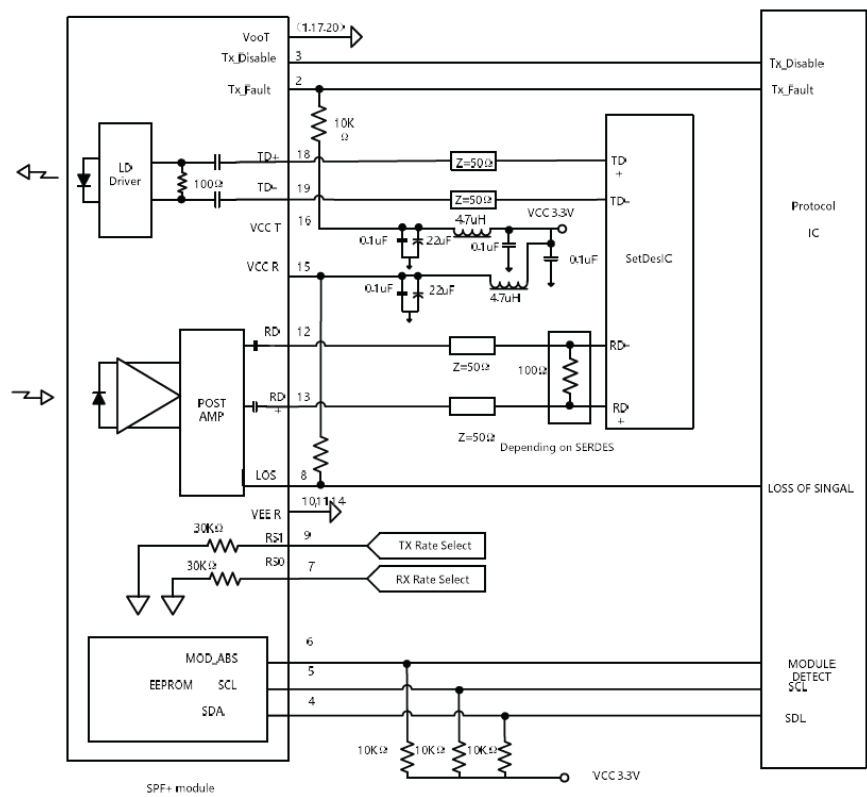 VooT
(1.17.20)
Tx_Disable
3
Tx_Disable
Tx_Fault
2
Tx_Fault
10K
Ω
LD
Driver
100Ω
TD+
18
Z=50Ω
TD
+
TD-
19
Z=50Ω
TD-
VCC T
16
4.7uH
VCC 3.3V
0.1uF
22uF
0.1uF
0.1uF
SetDesIC
Protocol
IC
VCC R
15
0.1uF
22uF
4.7uH
RD
-
12
Z=50Ω
RD-
100Ω
POST
AMP
RD
+
13
Z=50Ω
RD
+
Depending on SERDES
LOS
8
LOSS OF SINGAL
VEE R
10,11,14
30KΩ
RS1
9
TX Rate Select
30KΩ
RS0
7
RX Rate Select
6
MOD_ABS
MODULE
DETECT
EEPROM
SCL
5
SCL
SDA
4
SDL
10KΩ
10KΩ
10KΩ
VCC 3.3V
SPF+ module